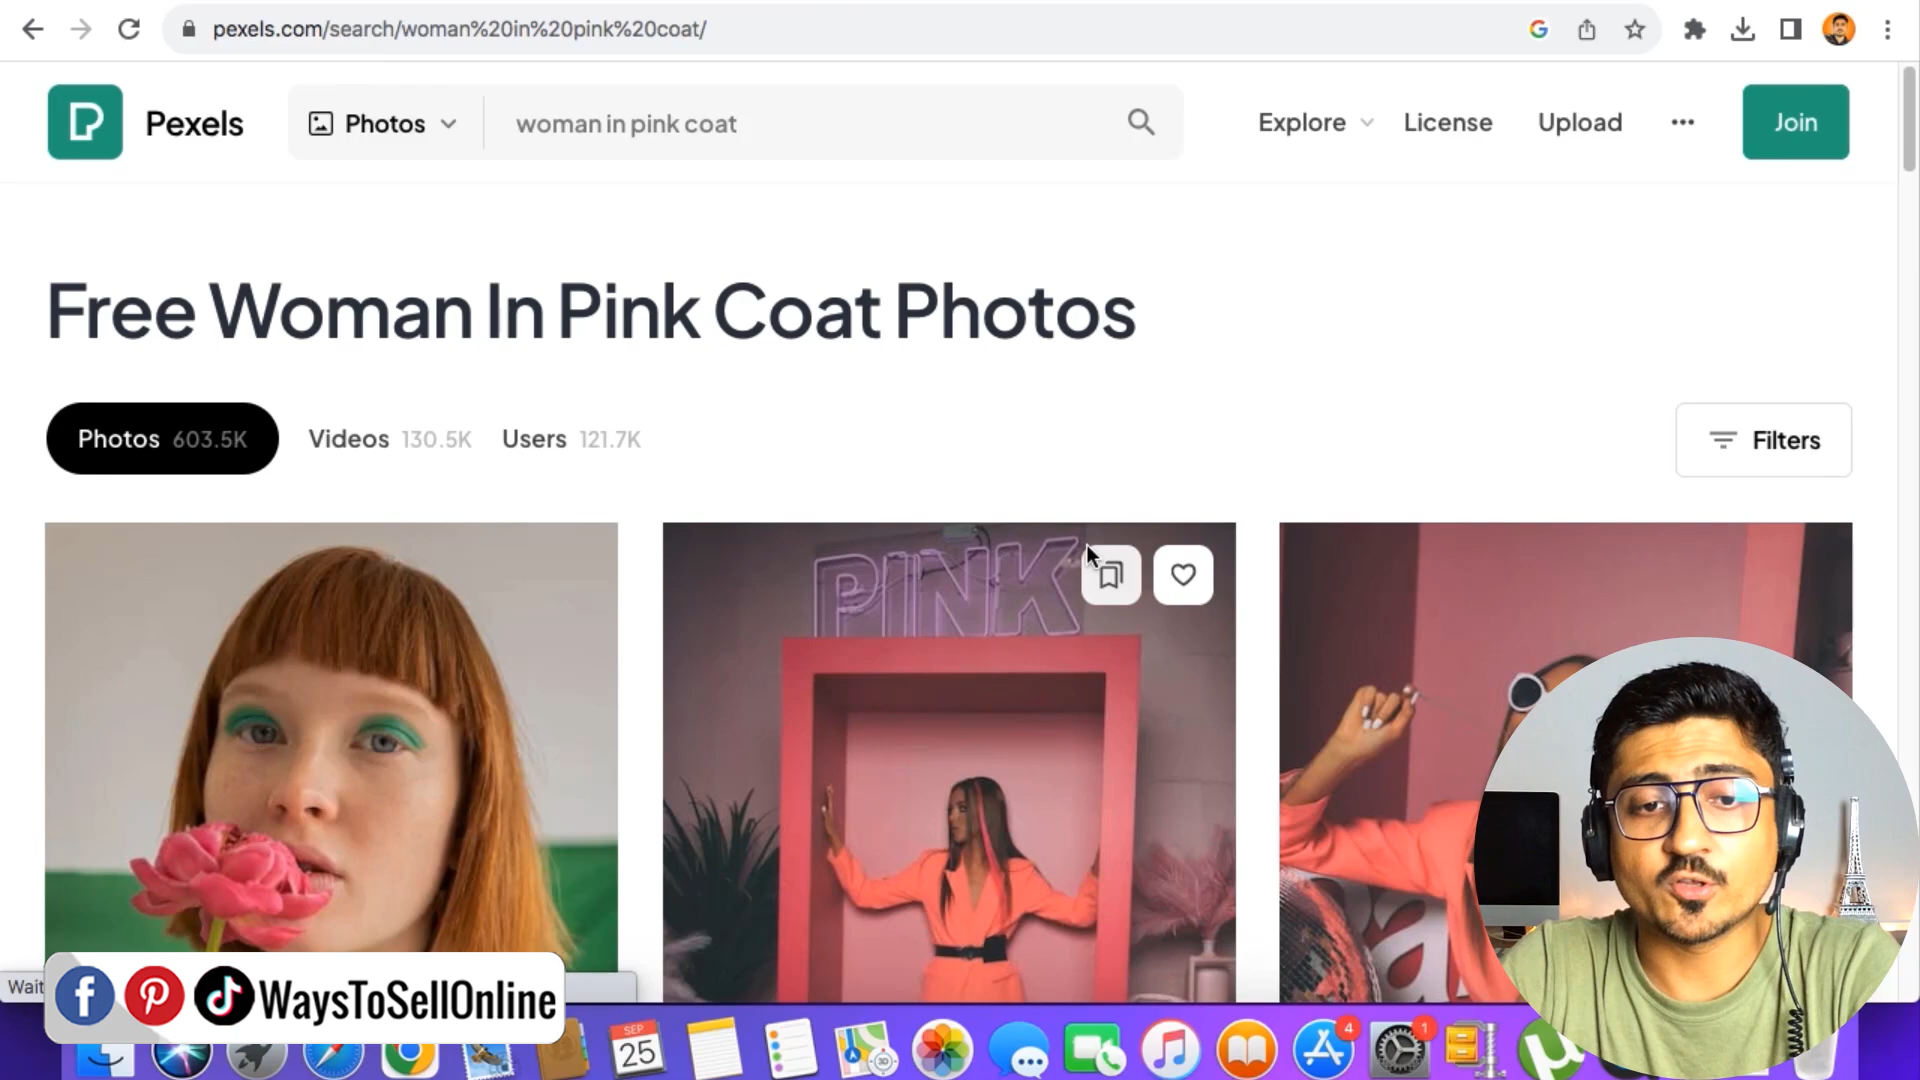 pexels.com/search/woman%20in%20pink%20coat/
Pexels
Photos
woman in pink coat
Explore
License
Upload
Join
Free Woman In Pink Coat Photos
Photos 603.5K
Videos 130.5K
Users 121.7K
Filters
PINK
Wait
WaysToSellOnline
SEP
25
3D
4
1